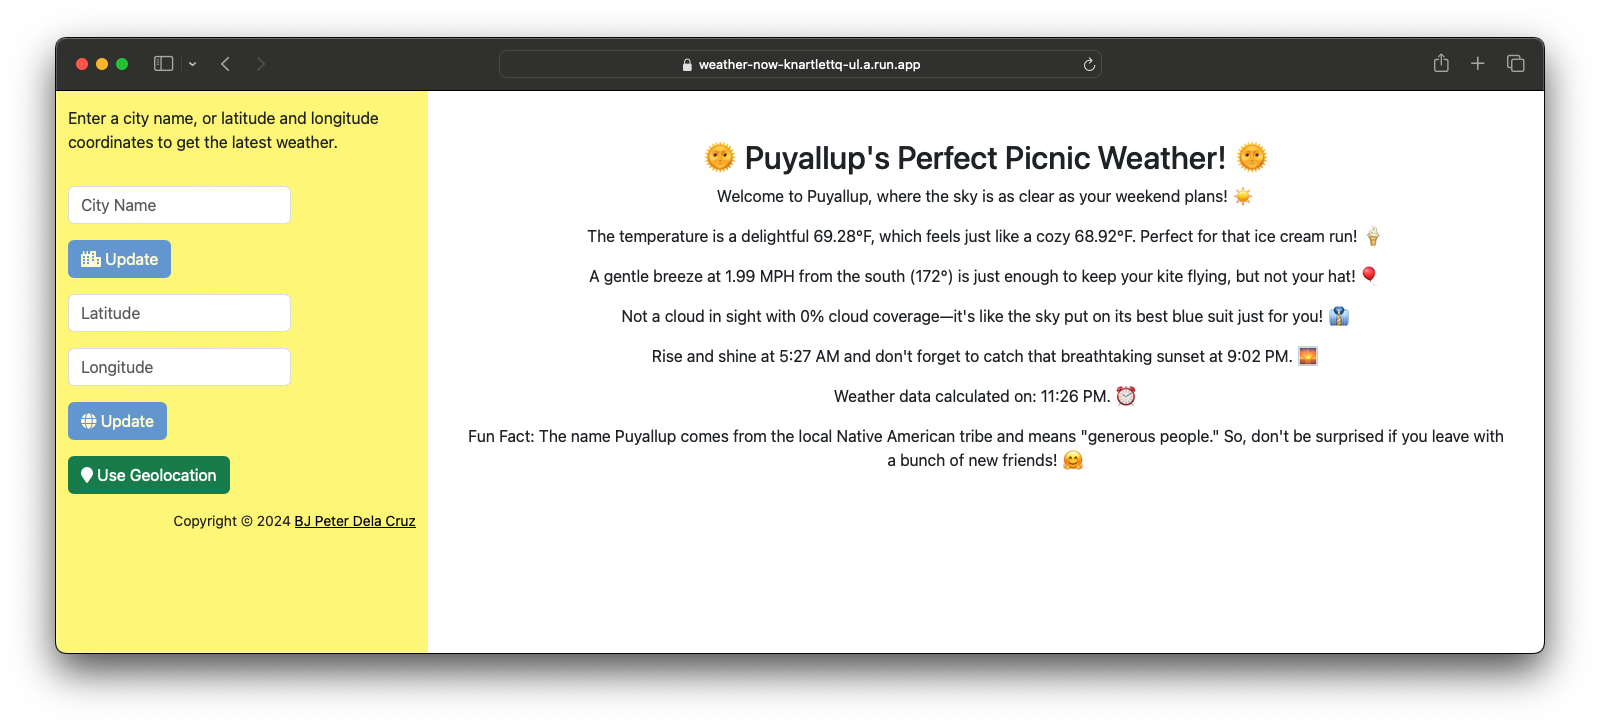 weather-now-knartlettq-ul.a.run.app
Enter a city name, or latitude and longitude
coordinates to get the latest weather.
City Name
Update
Latitude
Longitude
Update
Use Geolocation
Copyright © 2024 BJ Peter Dela Cruz
🌞 Puyallup's Perfect Picnic Weather! 🌞
Welcome to Puyallup, where the sky is as clear as your weekend plans! ☀️
The temperature is a delightful 69.28°F, which feels just like a cozy 68.92°F. Perfect for that ice cream run! 🍦
A gentle breeze at 1.99 MPH from the south (172°) is just enough to keep your kite flying, but not your hat! 🎈
Not a cloud in sight with 0% cloud coverage—it's like the sky put on its best blue suit just for you! 👔
Rise and shine at 5:27 AM and don't forget to catch that breathtaking sunset at 9:02 PM. 🌅
Weather data calculated on: 11:26 PM. ⏰
Fun Fact: The name Puyallup comes from the local Native American tribe and means "generous people." So, don't be surprised if you leave with
a bunch of new friends! 🤗